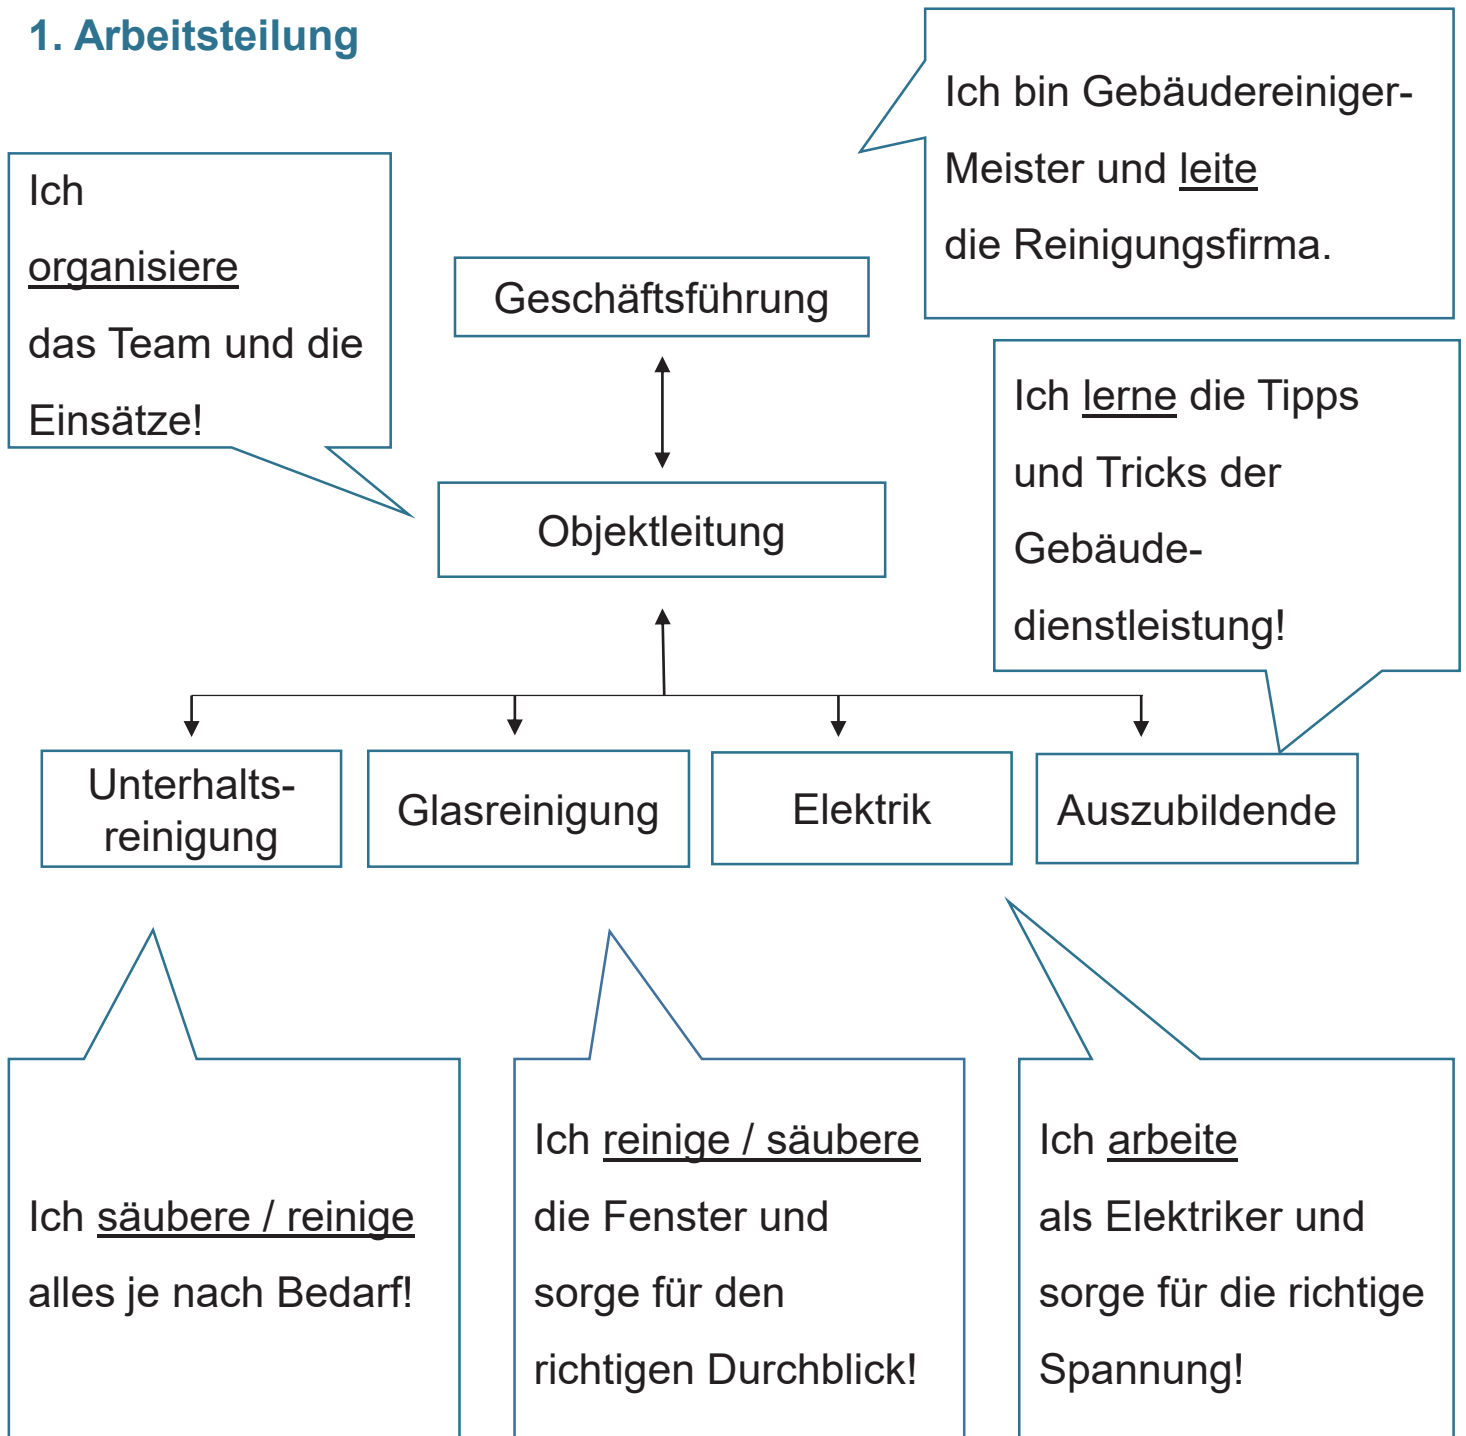 1. Arbeitsteilung
Ich bin Gebäudereiniger-
Meister und leite
die Reinigungsfirma.
Ich
organisiere
das Team und die
Einsätze!
Geschäftsführung
Ich lerne die Tipps
und Tricks der
Gebäude-
dienstleistung!
Objektleitung
Unterhalts-
reinigung
Glasreinigung
Elektrik
Auszubildende
Ich säubere / reinige
alles je nach Bedarf!
Ich reinige / säubere
die Fenster und
sorge für den
richtigen Durchblick!
Ich arbeite
als Elektriker und
sorge für die richtige
Spannung!